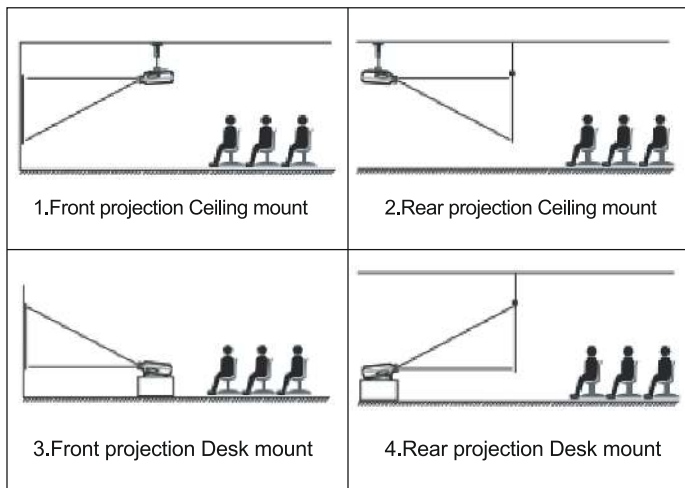 1.Front projection Ceiling mount
2.Rear projection Ceiling mount
3.Front projection Desk mount
4.Rear projection Desk mount